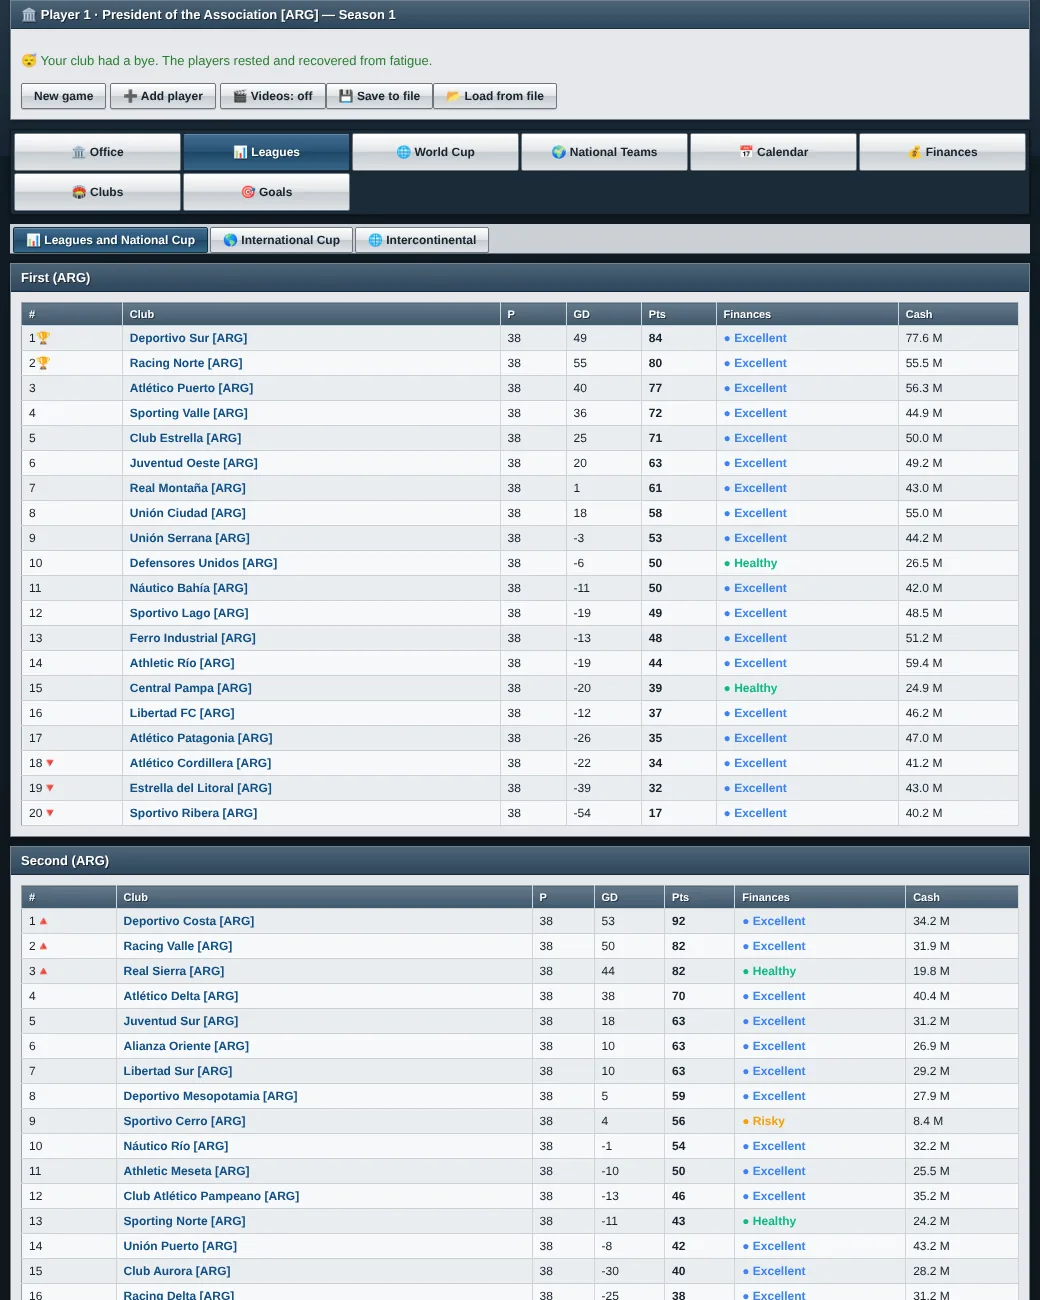 🏛️ Player 1 · President of the Association [ARG] — Season 1
😴 Your club had a bye. The players rested and recovered from fatigue.
New game ➕ Add player 🎬 Videos: off 💾 Save to file 📂 Load from file
🏛️ Office 📊 Leagues 🌐 World Cup 🌍 National Teams 📅 Calendar 💰 Finances
🏟️ Clubs 🎯 Goals
📊 Leagues and National Cup 🌎 International Cup 🌐 Intercontinental
First (ARG)
# Club P GD Pts Finances Cash
1🏆 Deportivo Sur [ARG] 38 49 84 ● Excellent 77.6 M
2🏆 Racing Norte [ARG] 38 55 80 ● Excellent 55.5 M
3 Atlético Puerto [ARG] 38 40 77 ● Excellent 56.3 M
4 Sporting Valle [ARG] 38 36 72 ● Excellent 44.9 M
5 Club Estrella [ARG] 38 25 71 ● Excellent 50.0 M
6 Juventud Oeste [ARG] 38 20 63 ● Excellent 49.2 M
7 Real Montaña [ARG] 38 1 61 ● Excellent 43.0 M
8 Unión Ciudad [ARG] 38 18 58 ● Excellent 55.0 M
9 Unión Serrana [ARG] 38 -3 53 ● Excellent 44.2 M
10 Defensores Unidos [ARG] 38 -6 50 ● Healthy 26.5 M
11 Náutico Bahía [ARG] 38 -11 50 ● Excellent 42.0 M
12 Sportivo Lago [ARG] 38 -19 49 ● Excellent 48.5 M
13 Ferro Industrial [ARG] 38 -13 48 ● Excellent 51.2 M
14 Athletic Río [ARG] 38 -19 44 ● Excellent 59.4 M
15 Central Pampa [ARG] 38 -20 39 ● Healthy 24.9 M
16 Libertad FC [ARG] 38 -12 37 ● Excellent 46.2 M
17 Atlético Patagonia [ARG] 38 -26 35 ● Excellent 47.0 M
18🔻 Atlético Cordillera [ARG] 38 -22 34 ● Excellent 41.2 M
19🔻 Estrella del Litoral [ARG] 38 -39 32 ● Excellent 43.0 M
20🔻 Sportivo Ribera [ARG] 38 -54 17 ● Excellent 40.2 M
Second (ARG)
# Club P GD Pts Finances Cash
1🔺 Deportivo Costa [ARG] 38 53 92 ● Excellent 34.2 M
2🔺 Racing Valle [ARG] 38 50 82 ● Excellent 31.9 M
3🔺 Real Sierra [ARG] 38 44 82 ● Healthy 19.8 M
4 Atlético Delta [ARG] 38 38 70 ● Excellent 40.4 M
5 Juventud Sur [ARG] 38 18 63 ● Excellent 31.2 M
6 Alianza Oriente [ARG] 38 10 63 ● Excellent 26.9 M
7 Libertad Sur [ARG] 38 10 63 ● Excellent 29.2 M
8 Deportivo Mesopotamia [ARG] 38 5 59 ● Excellent 27.9 M
9 Sportivo Cerro [ARG] 38 4 56 ● Risky 8.4 M
10 Náutico Río [ARG] 38 -1 54 ● Excellent 32.2 M
11 Athletic Meseta [ARG] 38 -10 50 ● Excellent 25.5 M
12 Club Atlético Pampeano [ARG] 38 -13 46 ● Excellent 35.2 M
13 Sporting Norte [ARG] 38 -11 43 ● Healthy 24.2 M
14 Unión Puerto [ARG] 38 -8 42 ● Excellent 43.2 M
15 Club Aurora [ARG] 38 -30 40 ● Excellent 28.2 M
16 Racing Delta [ARG] 38 -25 38 ● Excellent 31.2 M